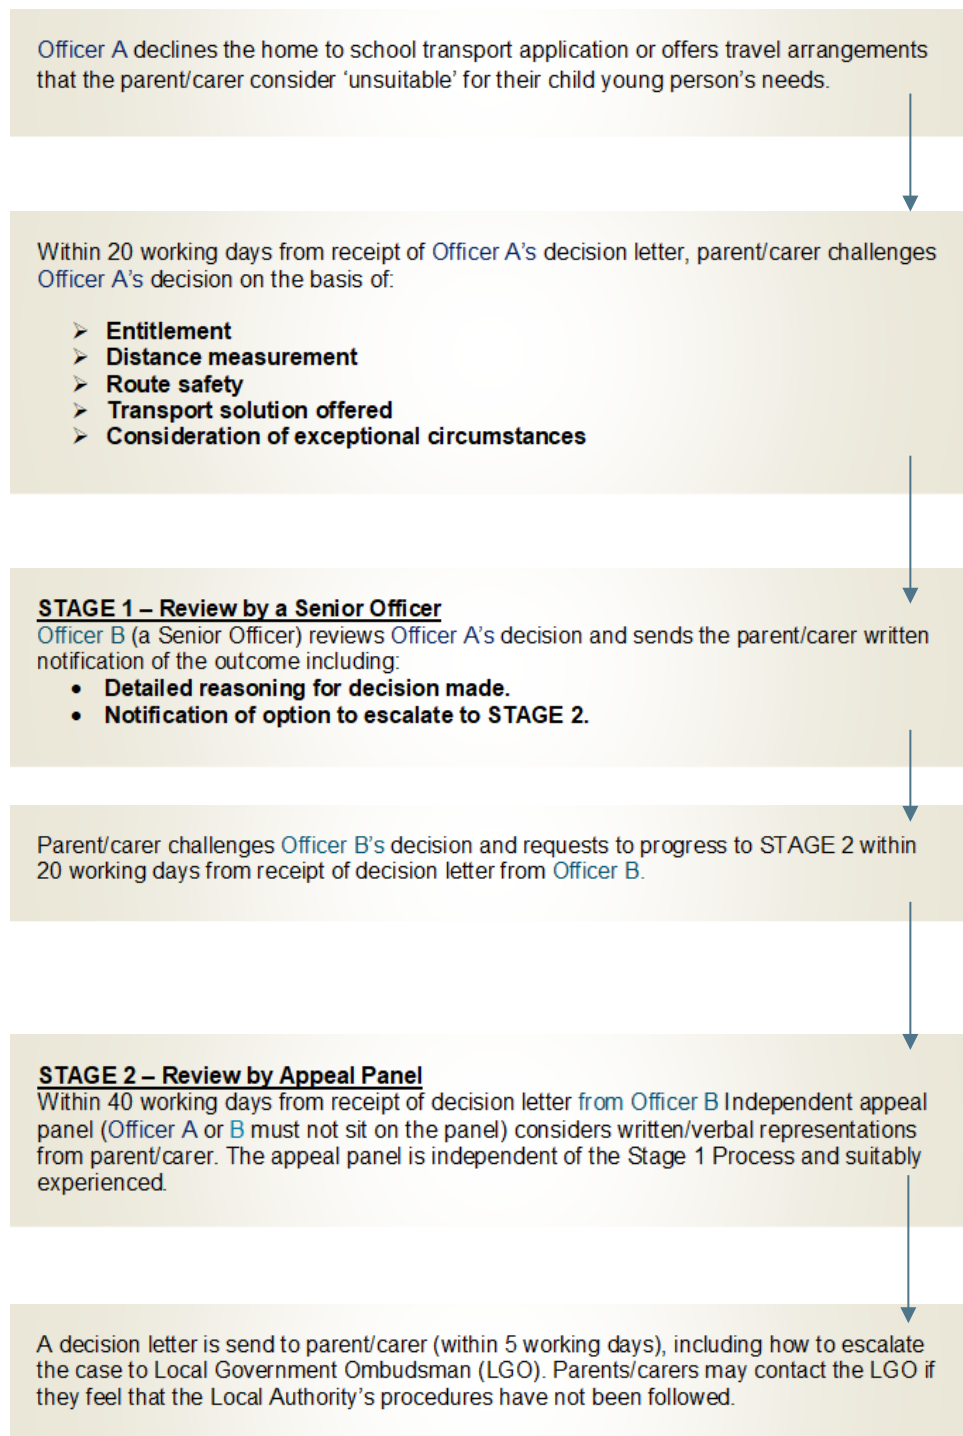 Officer A declines the home to school transport application or offers travel arrangements
that the parent/carer consider ‘unsuitable’ for their child young person’s needs.
Within 20 working days from receipt of Officer A’s decision letter, parent/carer challenges
Officer A’s decision on the basis of:
➢ Entitlement
➢ Distance measurement
➢ Route safety
➢ Transport solution offered
➢ Consideration of exceptional circumstances
STAGE 1 – Review by a Senior Officer
Officer B (a Senior Officer) reviews Officer A’s decision and sends the parent/carer written
notification of the outcome including:
• Detailed reasoning for decision made.
• Notification of option to escalate to STAGE 2.
Parent/carer challenges Officer B’s decision and requests to progress to STAGE 2 within
20 working days from receipt of decision letter from Officer B.
STAGE 2 – Review by Appeal Panel
Within 40 working days from receipt of decision letter from Officer B Independent appeal
panel (Officer A or B must not sit on the panel) considers written/verbal representations
from parent/carer. The appeal panel is independent of the Stage 1 Process and suitably
experienced.
A decision letter is send to parent/carer (within 5 working days), including how to escalate
the case to Local Government Ombudsman (LGO). Parents/carers may contact the LGO if
they feel that the Local Authority’s procedures have not been followed.